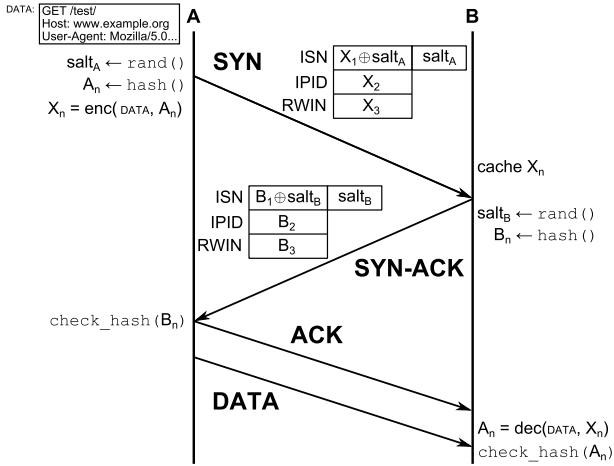 DATA: GET /test/
Host: www.example.org
User-Agent: Mozilla/5.0...
A
B
salt_A ← rand()
A_n ← hash()
X_n = enc( DATA, A_n)
SYN
ISN X_1⊕salt_A salt_A
IPID X_2
RWIN X_3
cache X_n
salt_B ← rand()
B_n ← hash()
ISN B_1⊕salt_B salt_B
IPID B_2
RWIN B_3
SYN-ACK
check_hash(B_n)
ACK
DATA
A_n = dec(DATA, X_n)
check_hash(A_n)